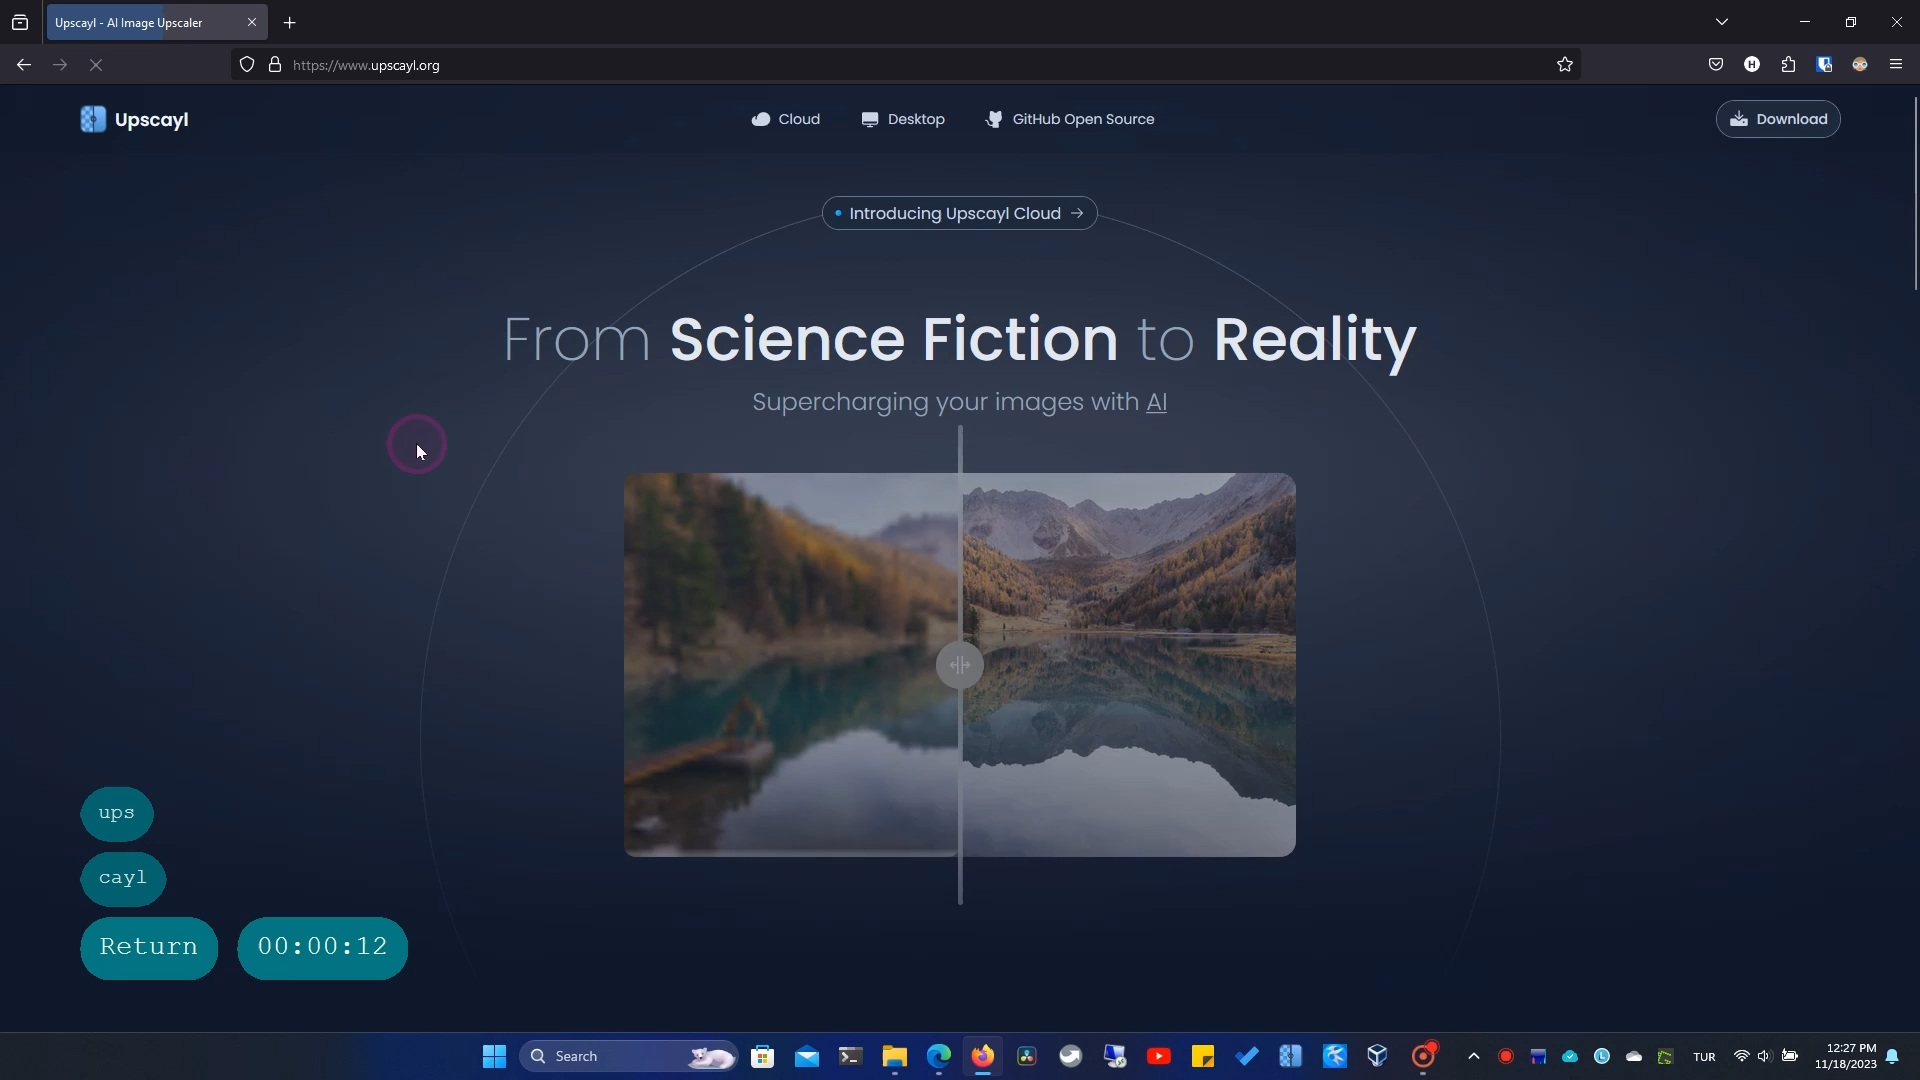 Upscayl - AI Image Upscaler
https://www.upscayl.org
Upscayl
Cloud
Desktop
GitHub Open Source
Download
Introducing Upscayl Cloud →
From Science Fiction to Reality
Supercharging your images with AI
ups
cayl
Return
00:00:12
Search
TUR
12:27 PM
11/18/2023